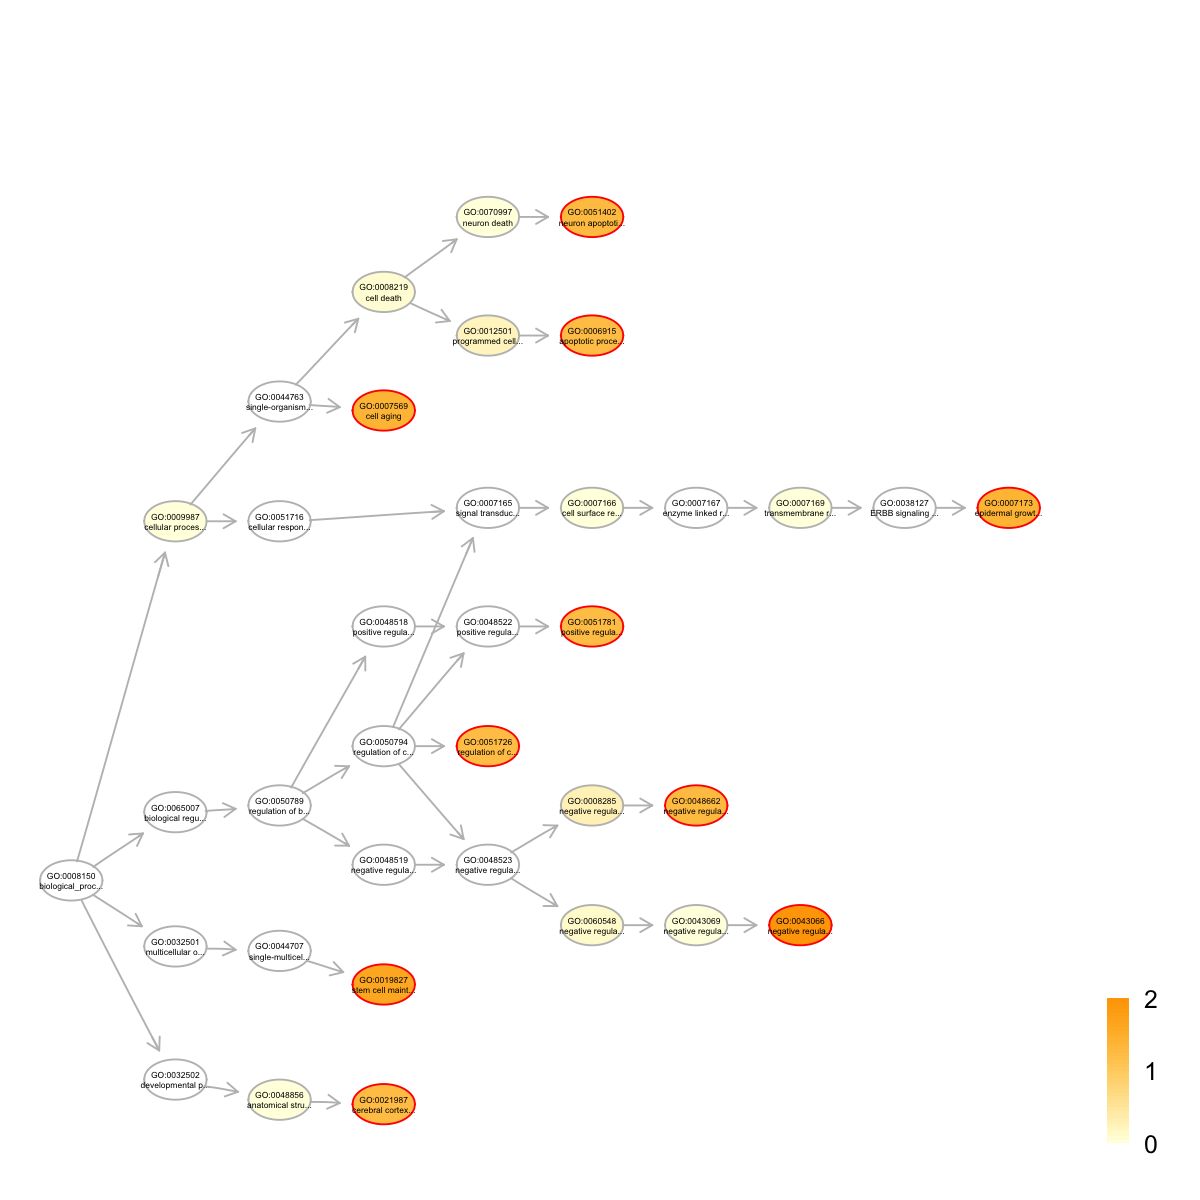 GO:0070997
neuron death
GO:0051402
neuron apoptoti...
GO:0008219
cell death
GO:0012501
programmed cell...
GO:0006915
apoptotic proce...
GO:0044763
single-organism...
GO:0007569
cell aging
GO:0009987
cellular proces...
GO:0051716
cellular respon...
GO:0007165
signal transduc...
GO:0007166
cell surface re...
GO:0007167
enzyme linked r...
GO:0007169
transmembrane r...
GO:0038127
ERBB signaling ...
GO:0007173
epidermal growt...
GO:0048518
positive regula...
GO:0048522
positive regula...
GO:0051781
positive regula...
GO:0050794
regulation of c...
GO:0051726
regulation of c...
GO:0065007
biological regu...
GO:0050789
regulation of b...
GO:0008285
negative regula...
GO:0048662
negative regula...
GO:0048519
negative regula...
GO:0048523
negative regula...
GO:0008150
biological_proc...
GO:0060548
negative regula...
GO:0043069
negative regula...
GO:0043066
negative regula...
GO:0032501
multicellular o...
GO:0044707
single-multicel...
GO:0019827
stem cell maint...
GO:0032502
developmental p...
GO:0048856
anatomical stru...
GO:0021987
cerebral cortex...
2
1
0